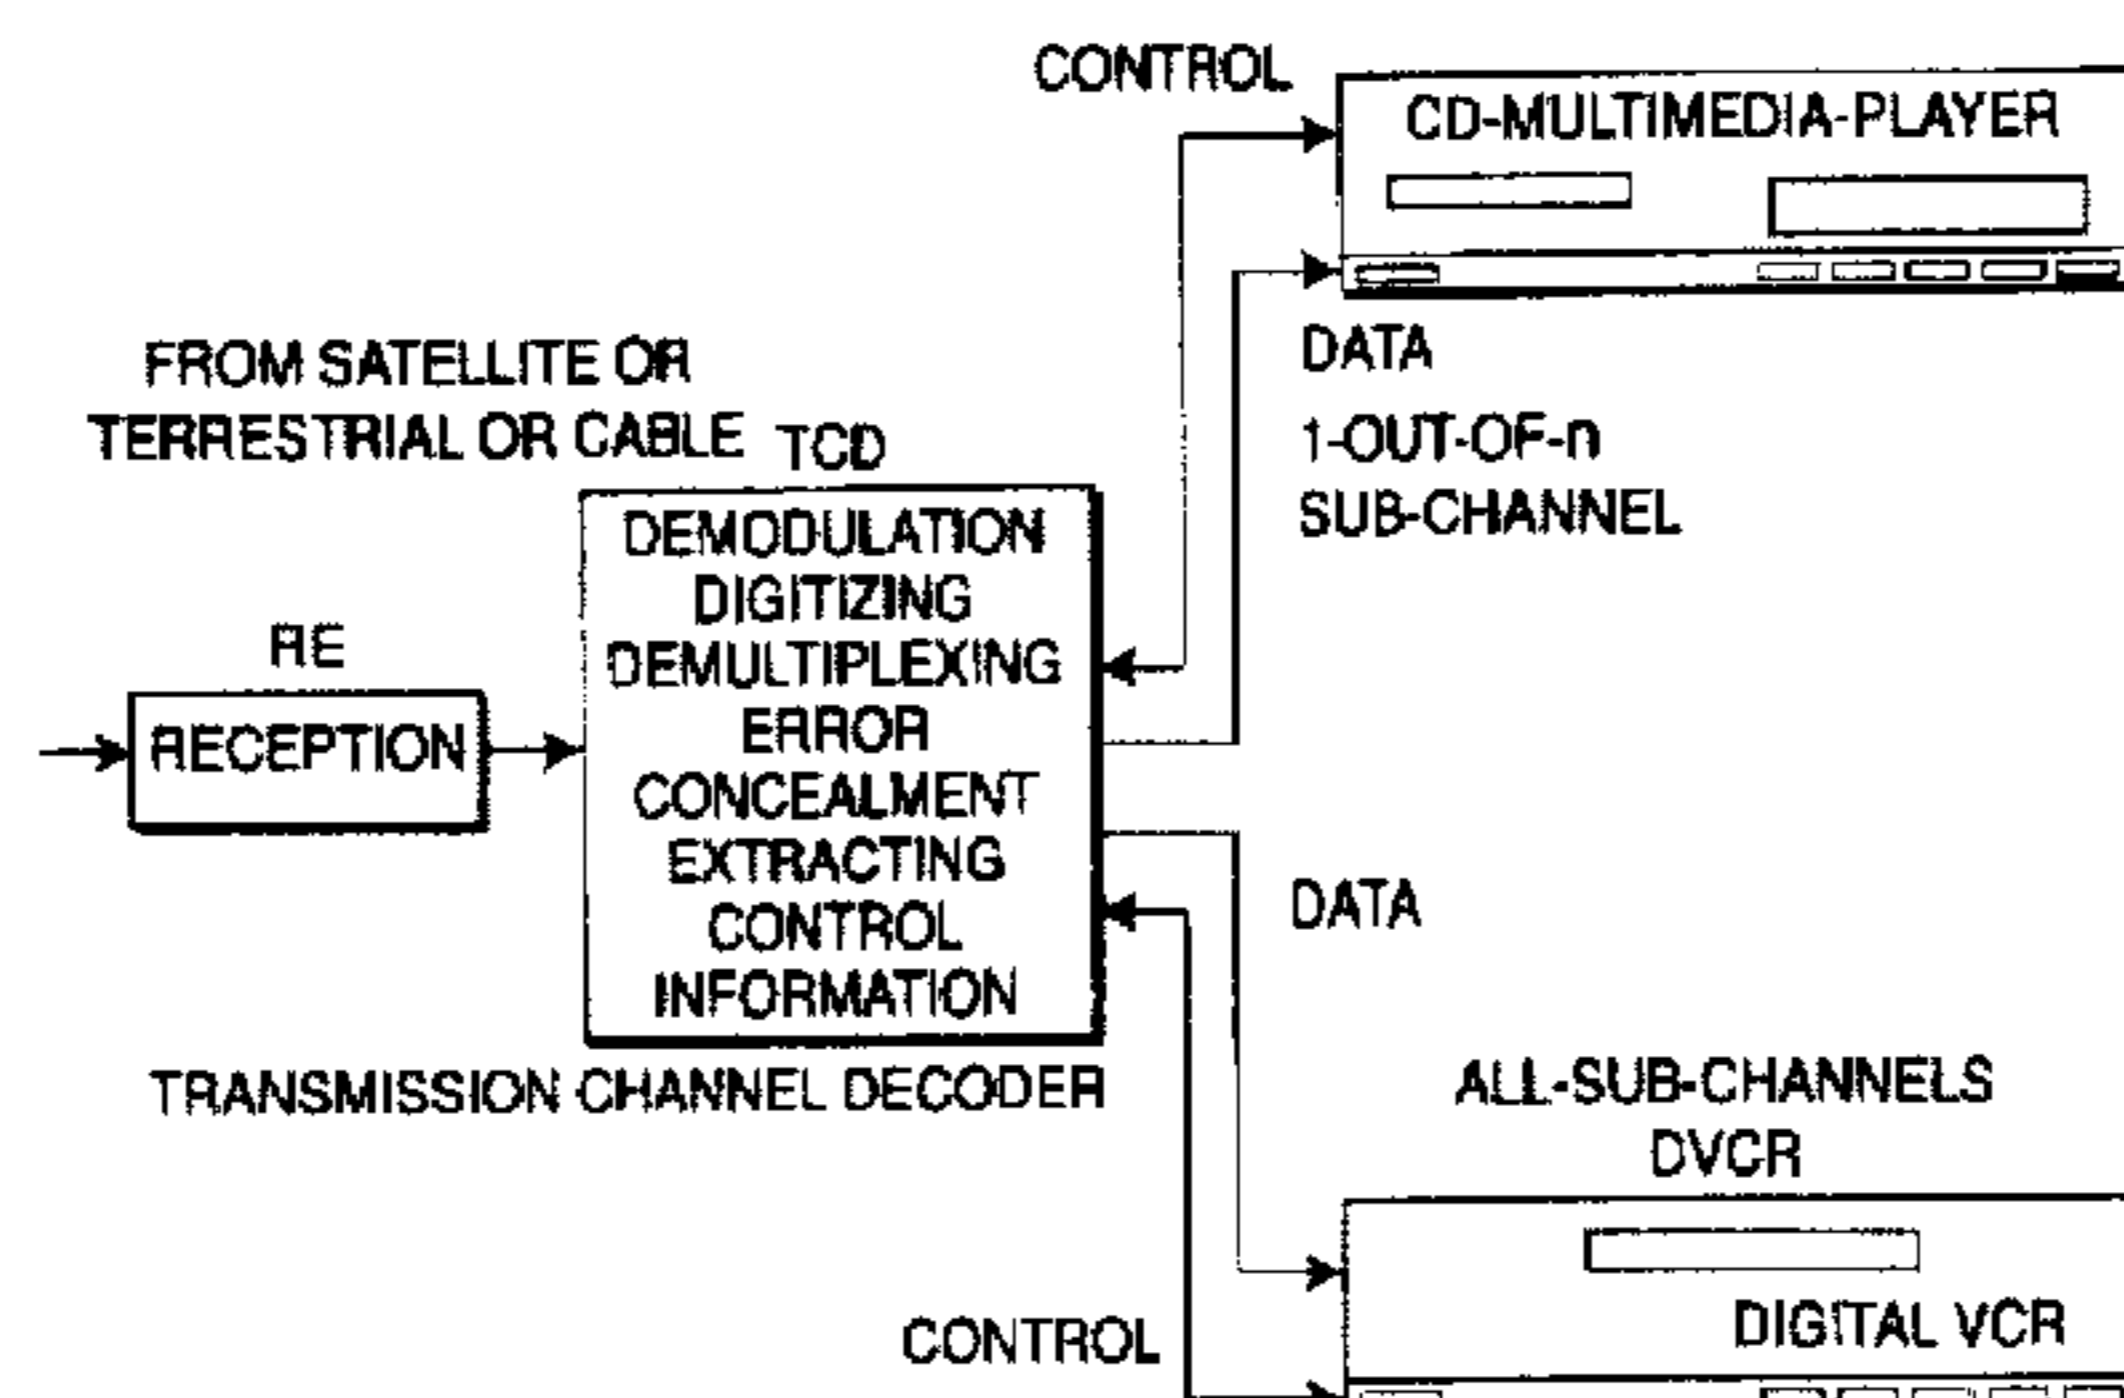 CONTROL
CD-MULTIMEDIA-PLAYER
DATA
1-OUT-OF-n
SUB-CHANNEL
FROM SATELLITE OR
TERRESTRIAL OR CABLE
TCD
DEMODULATION
DIGITIZING
DEMULTIPLEXING
ERROR
CONCEALMENT
EXTRACTING
CONTROL
INFORMATION
RE
RECEPTION
TRANSMISSION CHANNEL DECODER
DATA
ALL-SUB-CHANNELS
DVCR
DIGITAL VCR
CONTROL